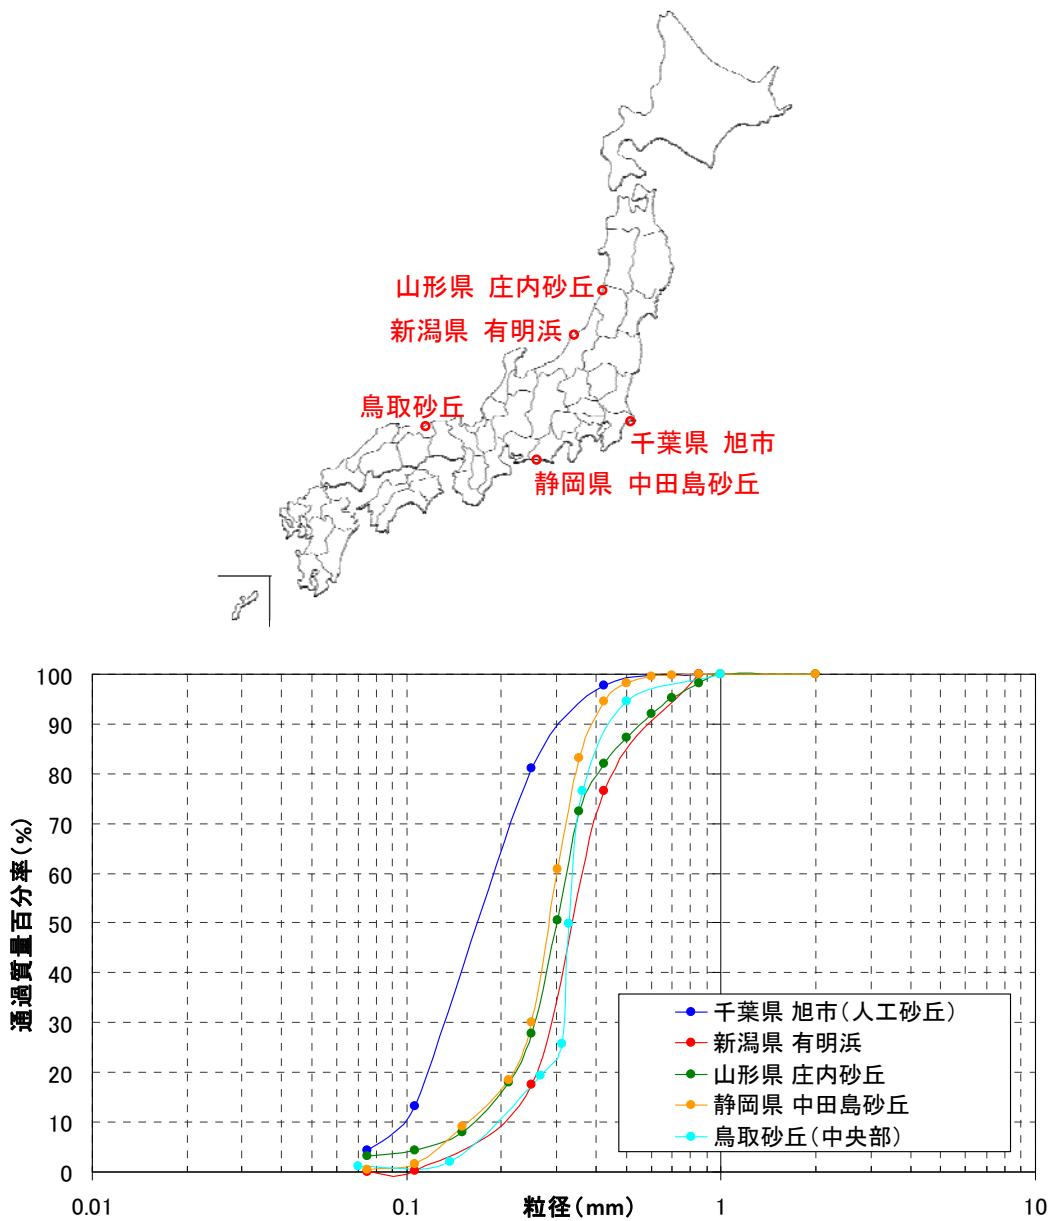 山形県 庄内砂丘
新潟県 有明浜
鳥取砂丘
千葉県 旭市
静岡県 中田島砂丘
100
90
80
70
60
50
40
30
20
10
0
通過質量百分率(%)
千葉県 旭市(人工砂丘)
新潟県 有明浜
山形県 庄内砂丘
静岡県 中田島砂丘
鳥取砂丘(中央部)
0.01 0.1 1 10
粒径(mm)